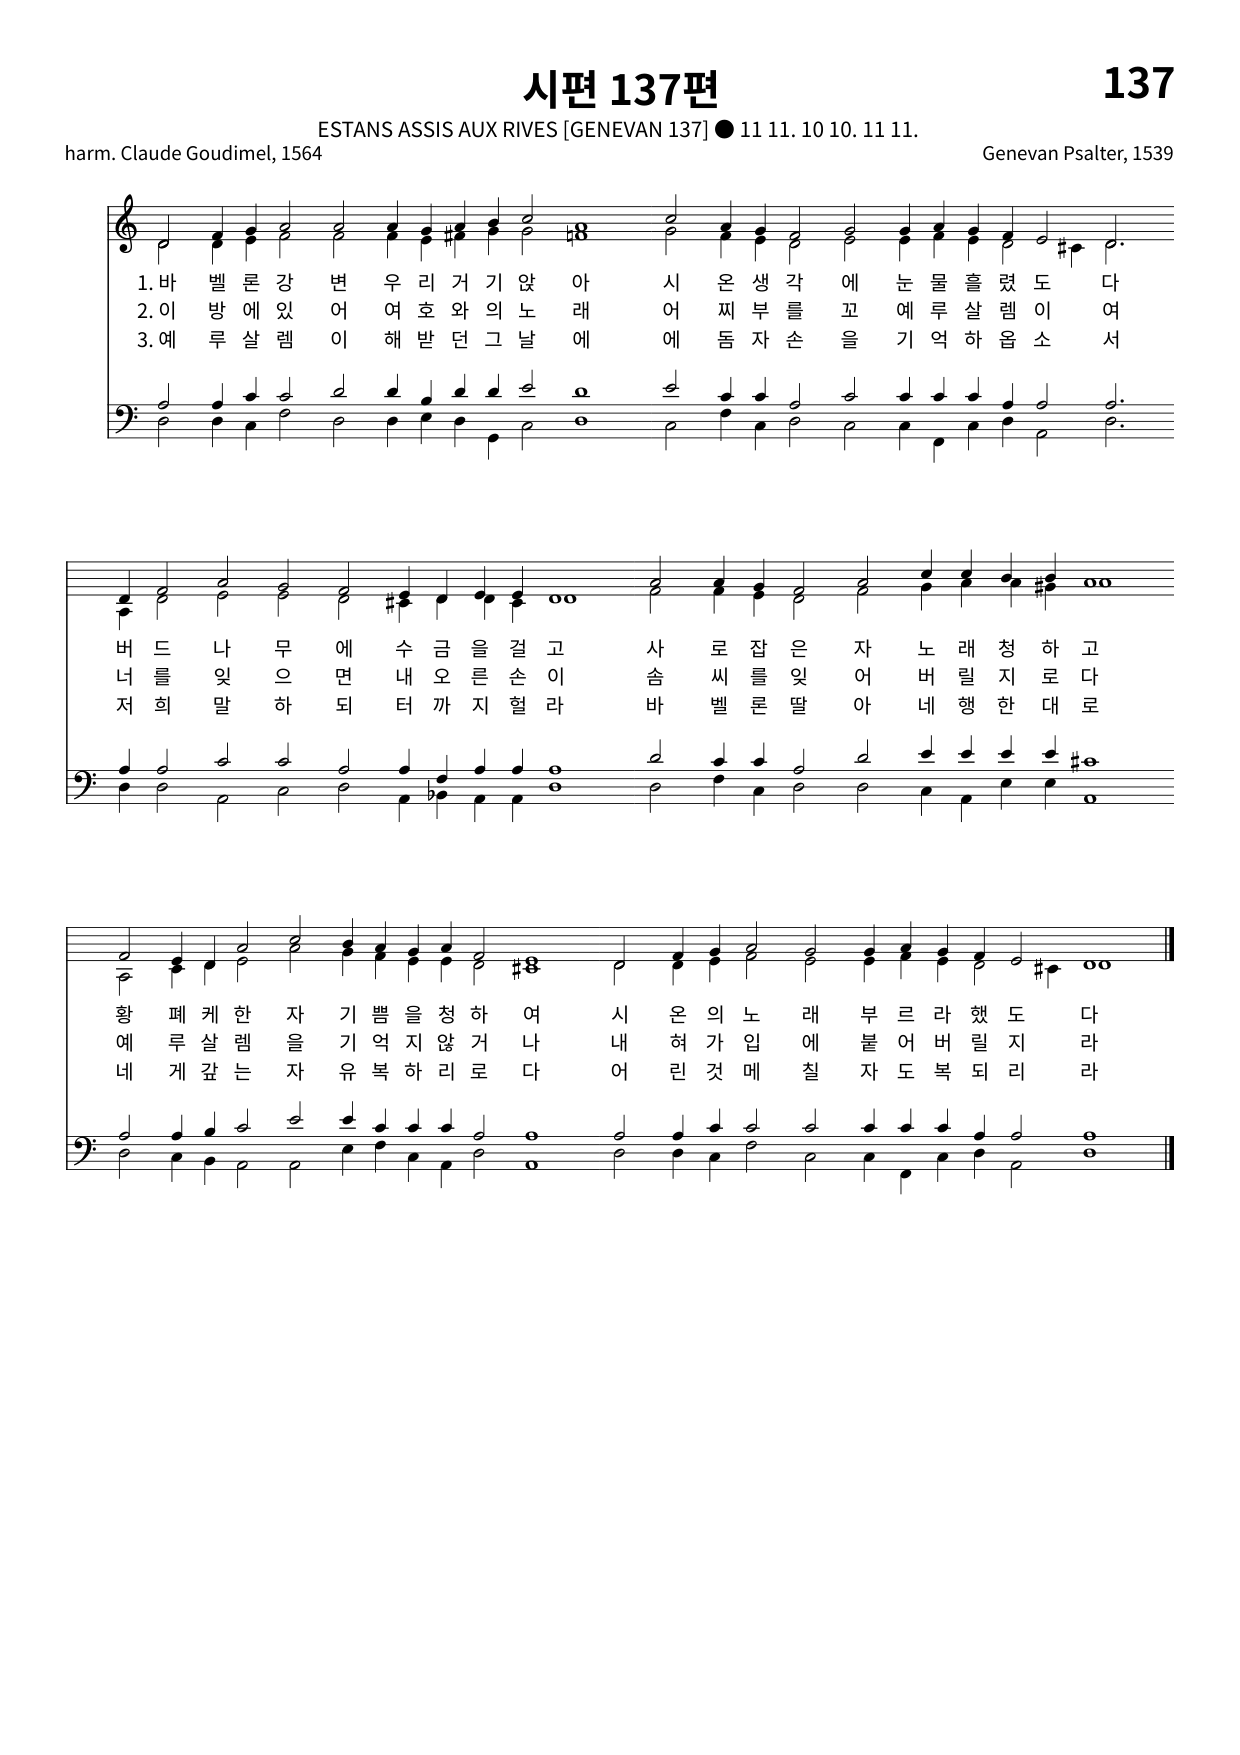 시편 137편
137
ESTANS ASSIS AUX RIVES [GENEVAN 137] ● 11 11. 10 10. 11 11.
harm. Claude Goudimel, 1564
Genevan Psalter, 1539
1. 바 벨 론 강 변 우 리 거 기 앉 아 시 온 생 각 에 눈 물 흘 렸 도 다
2. 이 방 에 있 어 여 호 와 의 노 래 어 찌 부 를 꼬 예 루 살 렘 이 여
3. 예 루 살 렘 이 해 받 던 그 날 에 에 돔 자 손 을 기 억 하 옵 소 서
버 드 나 무 에 수 금 을 걸 고 사 로 잡 은 자 노 래 청 하 고
너 를 잊 으 면 내 오 른 손 이 솜 씨 를 잊 어 버 릴 지 로 다
저 희 말 하 되 터 까 지 헐 라 바 벨 론 딸 아 네 행 한 대 로
황 폐 케 한 자 기 쁨 을 청 하 여 시 온 의 노 래 부 르 라 했 도 다
예 루 살 렘 을 기 억 지 않 거 나 내 혀 가 입 에 붙 어 버 릴 지 라
네 게 갚 는 자 유 복 하 리 로 다 어 린 것 메 칠 자 도 복 되 리 라